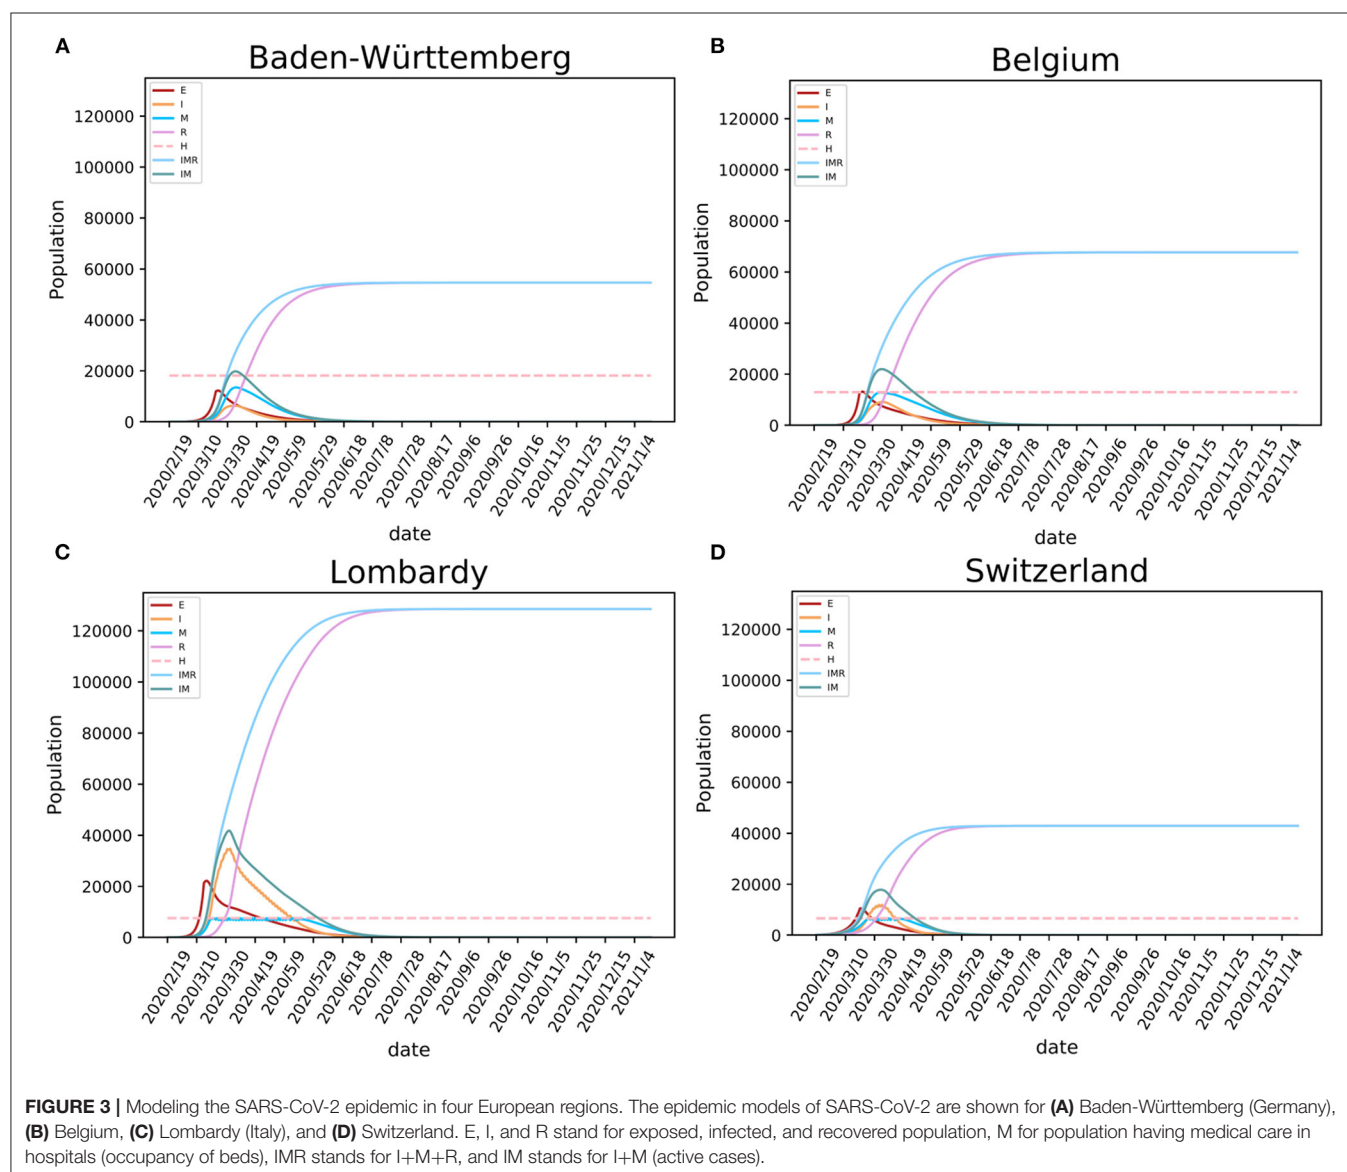 A
Baden-Württemberg
E
I
M
R
H
IMR
IM
120000
100000
80000
60000
40000
20000
0
Population
2020/2/19
2020/3/10
2020/3/30
2020/4/19
2020/5/9
2020/5/29
2020/6/18
2020/7/8
2020/7/28
2020/8/17
2020/9/6
2020/9/26
2020/10/16
2020/11/5
2020/11/25
2020/12/15
2021/1/4
date
B
Belgium
E
I
M
R
H
IMR
IM
120000
100000
80000
60000
40000
20000
0
Population
2020/2/19
2020/3/10
2020/3/30
2020/4/19
2020/5/9
2020/5/29
2020/6/18
2020/7/8
2020/7/28
2020/8/17
2020/9/6
2020/9/26
2020/10/16
2020/11/5
2020/11/25
2020/12/15
2021/1/4
date
C
Lombardy
E
I
M
R
H
IMR
IM
120000
100000
80000
60000
40000
20000
0
Population
2020/2/19
2020/3/10
2020/3/30
2020/4/19
2020/5/9
2020/5/29
2020/6/18
2020/7/8
2020/7/28
2020/8/17
2020/9/6
2020/9/26
2020/10/16
2020/11/5
2020/11/25
2020/12/15
2021/1/4
date
D
Switzerland
E
I
M
R
H
IMR
IM
120000
100000
80000
60000
40000
20000
0
Population
2020/2/19
2020/3/10
2020/3/30
2020/4/19
2020/5/9
2020/5/29
2020/6/18
2020/7/8
2020/7/28
2020/8/17
2020/9/6
2020/9/26
2020/10/16
2020/11/5
2020/11/25
2020/12/15
2021/1/4
date
FIGURE 3 | Modeling the SARS-CoV-2 epidemic in four European regions. The epidemic models of SARS-CoV-2 are shown for (A) Baden-Württemberg (Germany),
(B) Belgium, (C) Lombardy (Italy), and (D) Switzerland. E, I, and R stand for exposed, infected, and recovered population, M for population having medical care in
hospitals (occupancy of beds), IMR stands for I+M+R, and IM stands for I+M (active cases).